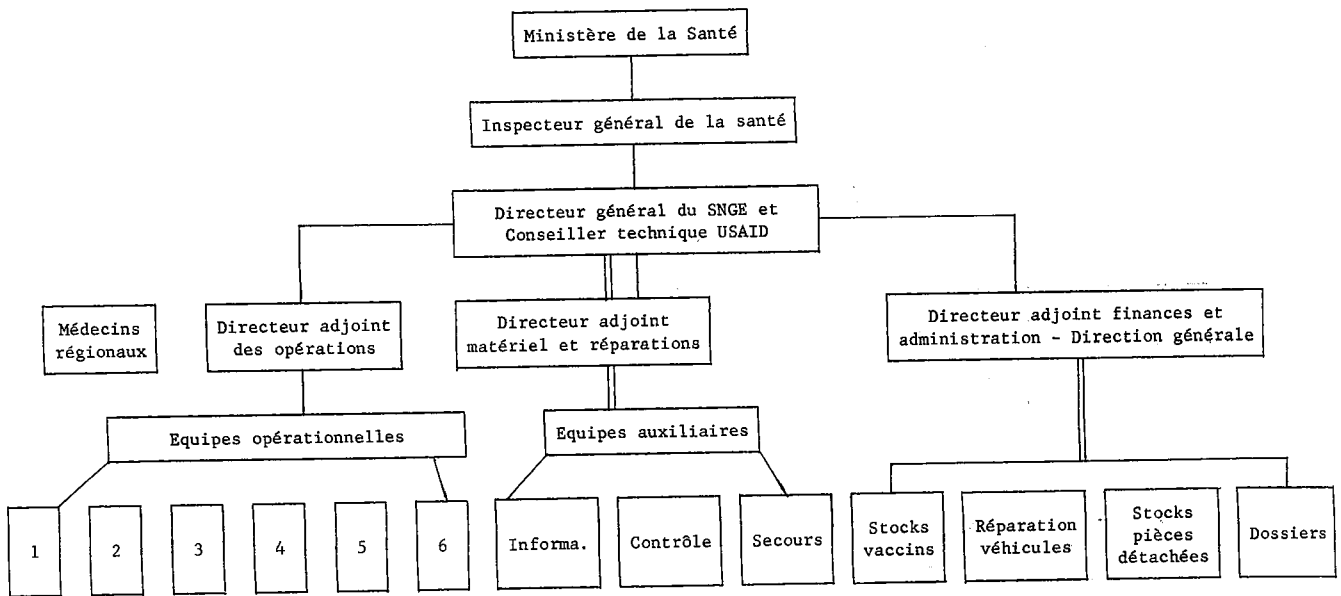 Ministère de la Santé
Inspecteur général de la santé
Directeur général du SNGE et
Conseiller technique USAID
Médecins
régionaux
Directeur adjoint
des opérations
Directeur adjoint
matériel et réparations
Directeur adjoint finances et
administration - Direction générale
Equipes opérationnelles
Equipes auxiliaires
1
2
3
4
5
6
Informa.
Contrôle
Secours
Stocks
vaccins
Réparation
véhicules
Stocks
pièces
détachées
Dossiers